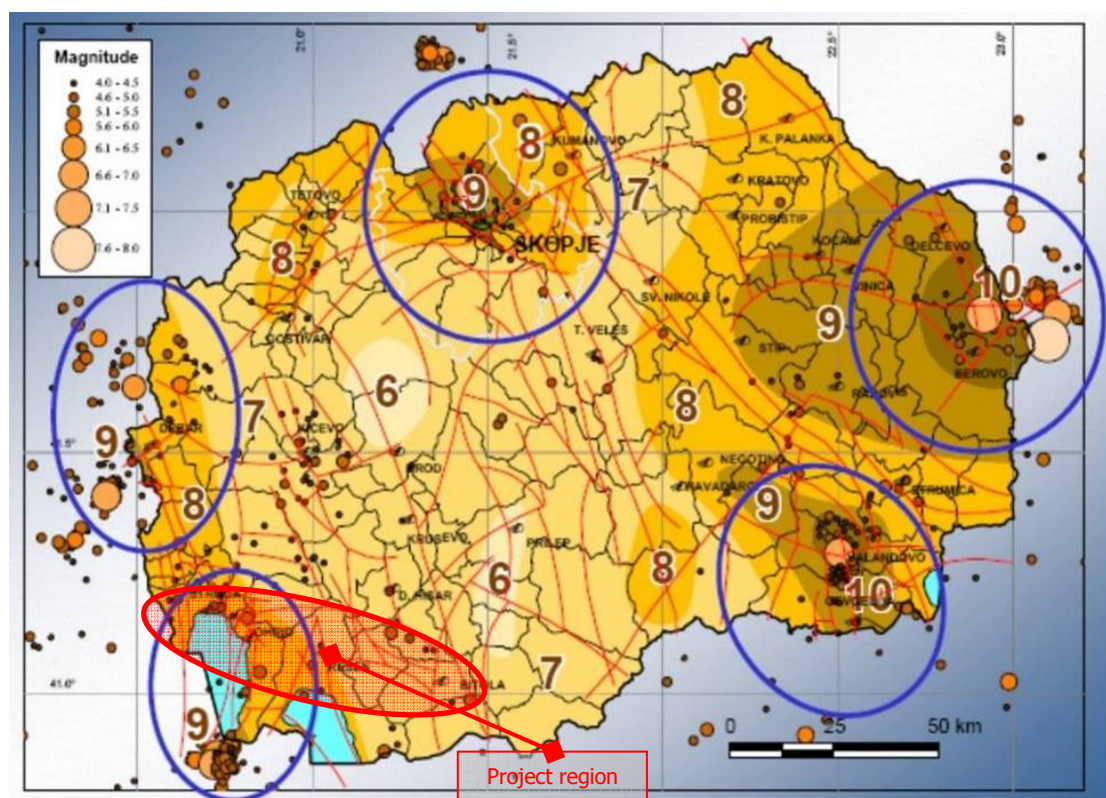 Magnitude
4.0 - 4.5
4.6 - 5.0
5.1 - 5.5
5.6 - 6.0
6.1 - 6.5
6.6 - 7.0
7.1 - 7.5
7.6 - 8.0
21.0
21.5
22.5
23.0
8
K. PALANKA
8
KUMANOVO
9
7
KRATOVO
TETOVO
PROBISTIP
SKOPJE
KOCANI
DELCEVO
8
10
VINICA
SV. NIKOLE
9
T. VELES
GOSTIVAR
STIP
BEROVO
6
8
7
KICEVO
DEBAR
9
41.5°
BROD
NEGOTINO
KAVADARCI
9
STRUMICA
8
KRUSEVO
PRILEP
VALANDOVO
6
8
D. HISAR
10
41.0°
BITOLA
7
9
0 25 50 km
Project region